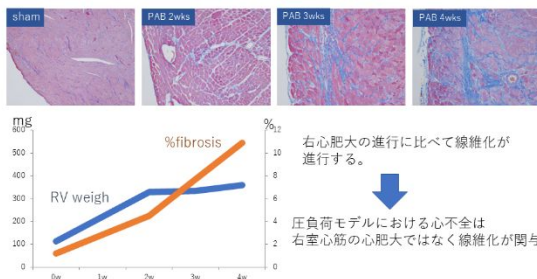 sham
PAB 2wks
PAB 3wks
PAB 4wks
mg
%
600
500
400
300
200
100
0
12
10
8
6
4
2
0
%fibrosis
RV weigh
0w
1w
2w
3w
4w
右心肥大の進行に比べて線維化が
進行する。
圧負荷モデルにおける心不全は
右室心筋の心肥大ではなく線維化が関与